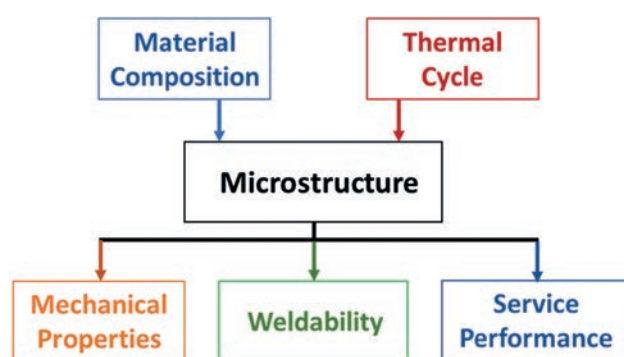 Material
Composition
Thermal
Cycle
Microstructure
Mechanical
Properties
Weldability
Service
Performance